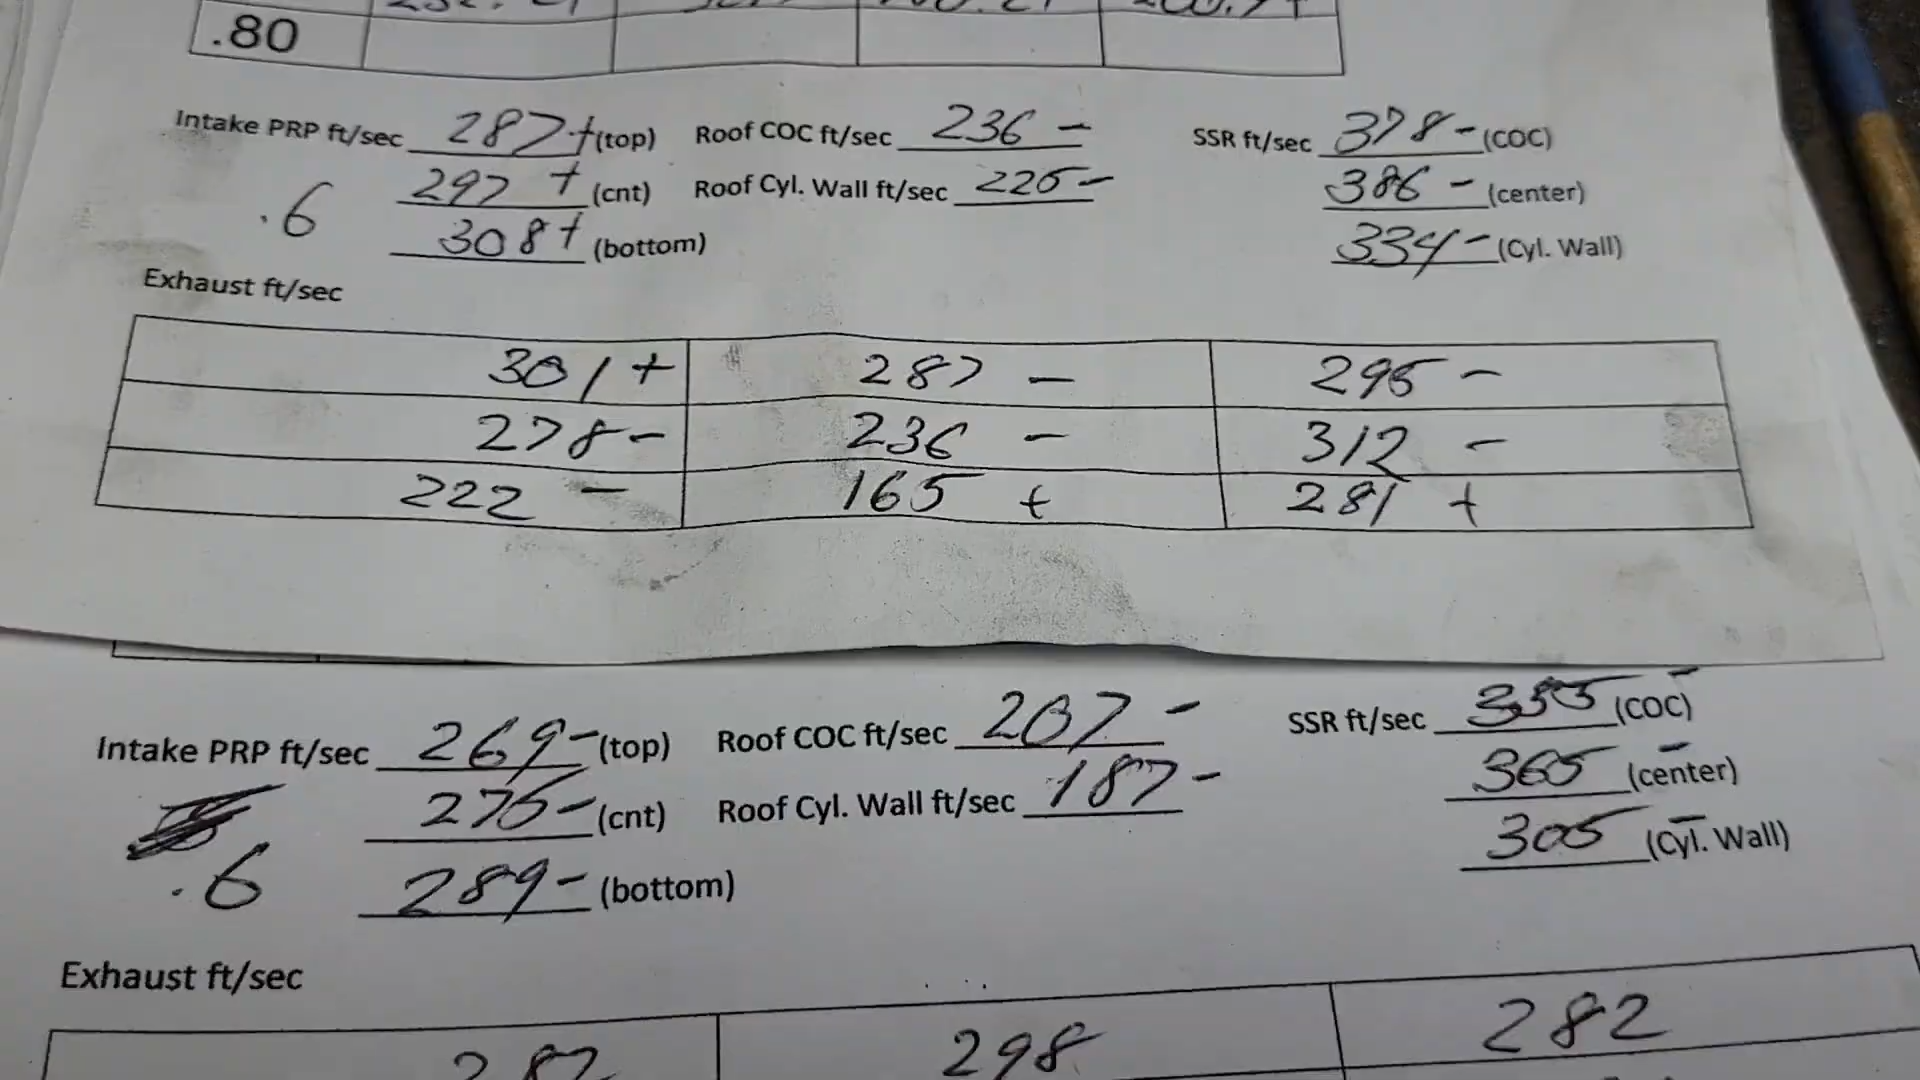 .80
Intake PRP ft/sec 287+ (top) Roof COC ft/sec 236 - SSR ft/sec 378 - (COC)
.6 297 + (cnt) Roof Cyl. Wall ft/sec 225 - 386 - (center)
308+ (bottom) 334 - (Cyl. Wall)
Exhaust ft/sec
301+ 287 - 295 -
278 - 236 - 312 -
222 - 165 + 281 +
Intake PRP ft/sec 269 - (top) Roof COC ft/sec 207 - SSR ft/sec 355 - (COC)
275 - (cnt) Roof Cyl. Wall ft/sec 187 - 365 - (center)
.6 289 - (bottom) 305 - (Cyl. Wall)
Exhaust ft/sec
298 282